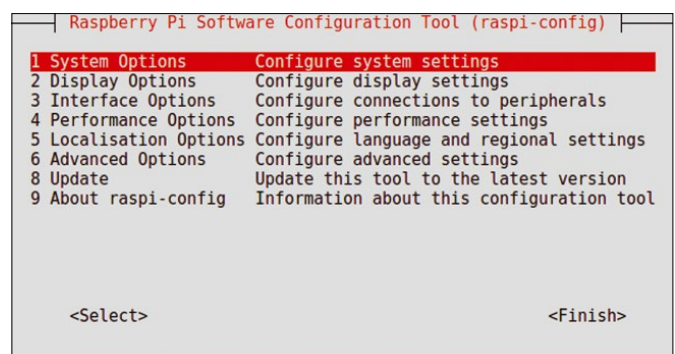 Raspberry Pi Software Configuration Tool (raspi-config)
1 System Options Configure system settings
2 Display Options Configure display settings
3 Interface Options Configure connections to peripherals
4 Performance Options Configure performance settings
5 Localisation Options Configure language and regional settings
6 Advanced Options Configure advanced settings
8 Update Update this tool to the latest version
9 About raspi-config Information about this configuration tool
<Select> <Finish>